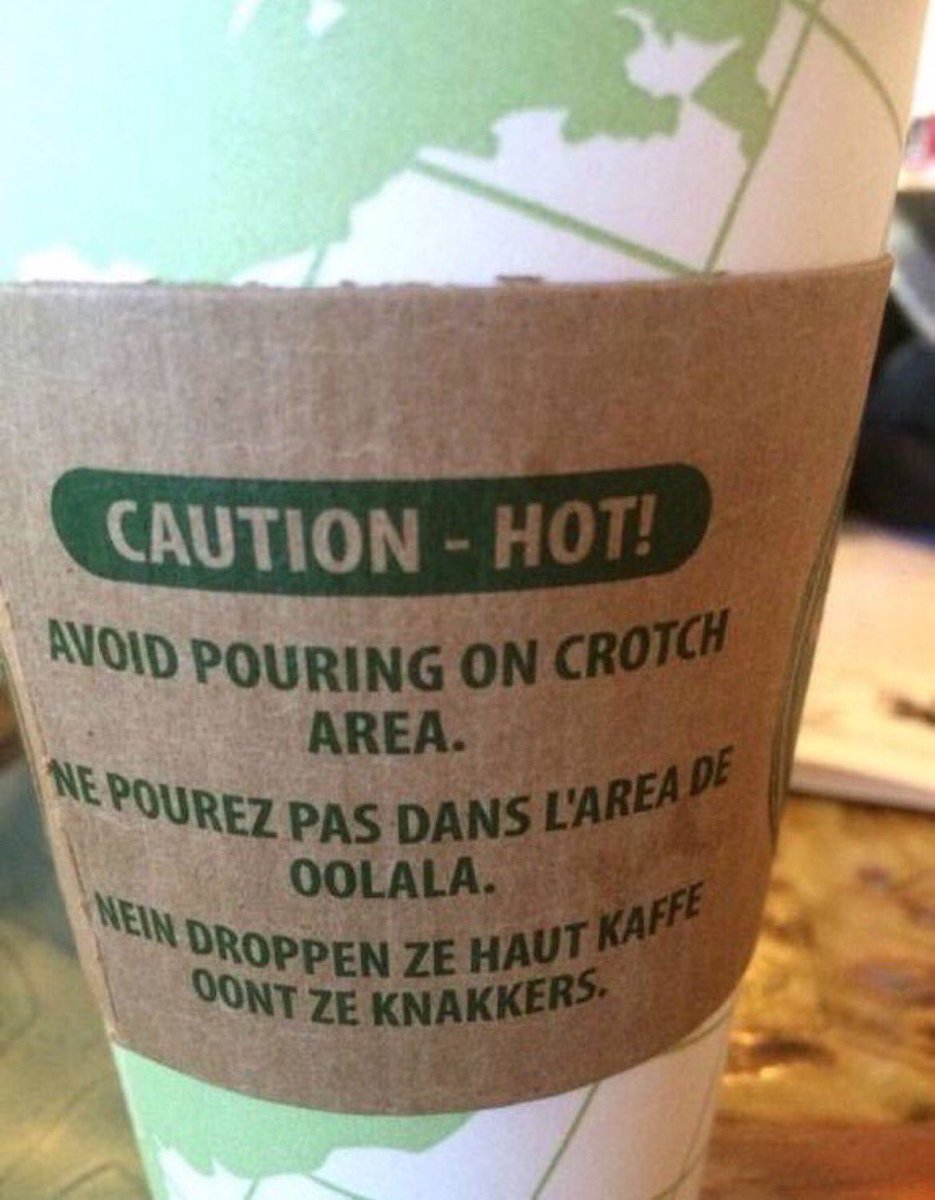 CAUTION - HOT!
AVOID POURING ON CROTCH
AREA.
NE POUREZ PAS DANS L'AREA DE
OOLALA.
NEIN DROPPEN ZE HAUT KAFFE
OONT ZE KNAKKERS.